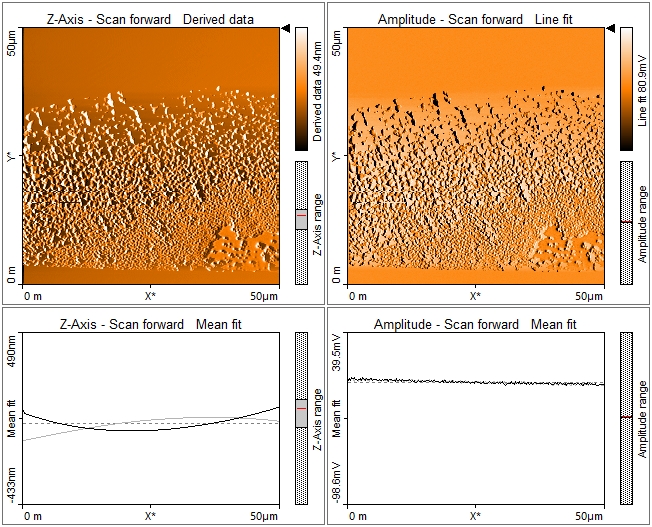 Z-Axis - Scan forward Derived data
50µm
Y*
0 m
0 m
X*
50µm
Derived data 49.4nm
Z-Axis range
Amplitude - Scan forward Line fit
50µm
Y*
0 m
0 m
X*
50µm
Line fit 80.9mV
Amplitude range
Z-Axis - Scan forward Mean fit
490nm
Mean fit
-433nm
0 m
X*
50µm
Z-Axis range
Amplitude - Scan forward Mean fit
39.5mV
Mean fit
-98.6mV
0 m
X*
50µm
Amplitude range